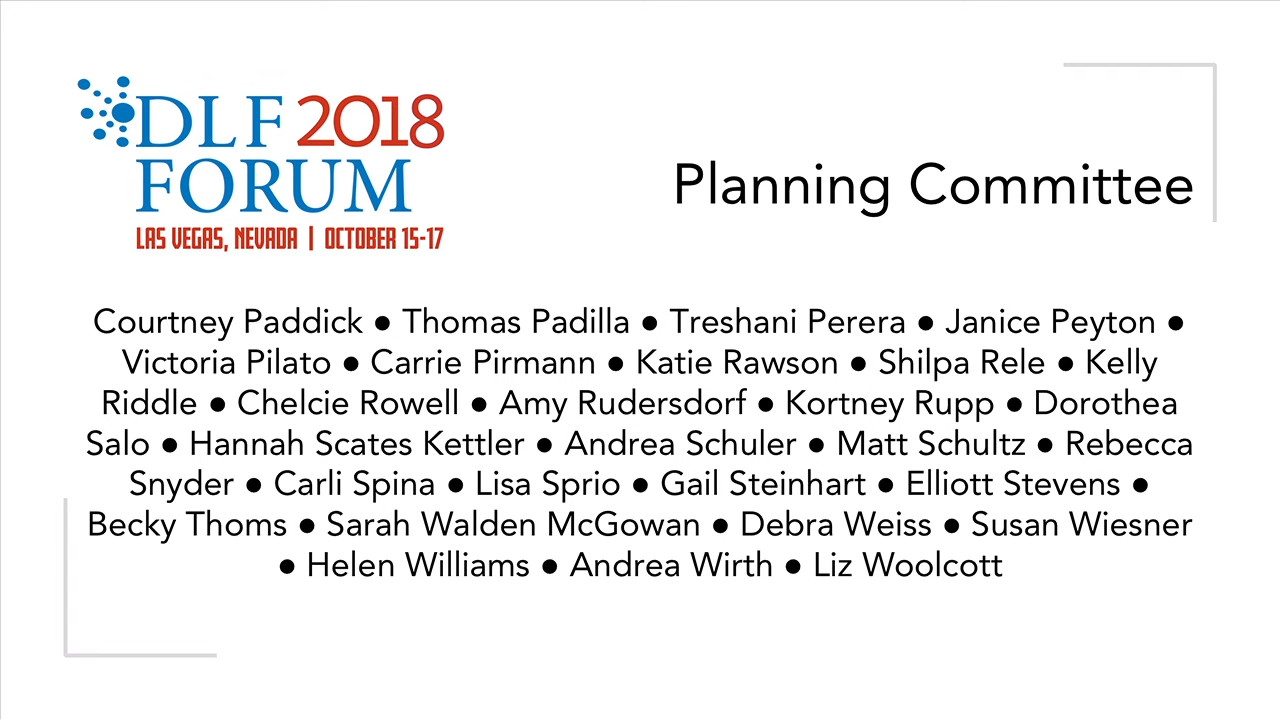 DLF 2018
FORUM
LAS VEGAS, NEVADA | OCTOBER 15-17
Planning Committee
Courtney Paddick ● Thomas Padilla ● Treshani Perera ● Janice Peyton ●
Victoria Pilato ● Carrie Pirmann ● Katie Rawson ● Shilpa Rele ● Kelly
Riddle ● Chelcie Rowell ● Amy Rudersdorf ● Kortney Rupp ● Dorothea
Salo ● Hannah Scates Kettler ● Andrea Schuler ● Matt Schultz ● Rebecca
Snyder ● Carli Spina ● Lisa Sprio ● Gail Steinhart ● Elliott Stevens ●
Becky Thoms ● Sarah Walden McGowan ● Debra Weiss ● Susan Wiesner
● Helen Williams ● Andrea Wirth ● Liz Woolcott